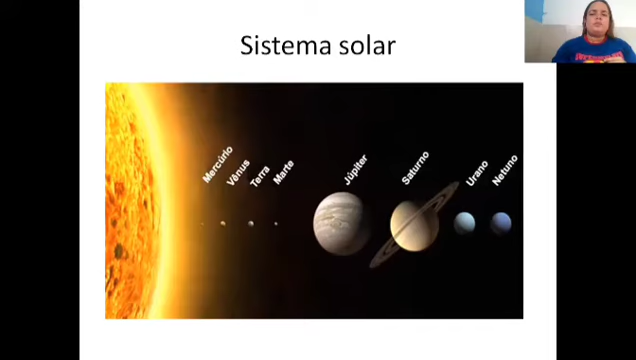 Sistema solar
Mercúrio
Vênus
Terra
Marte
Júpiter
Saturno
Urano
Netuno